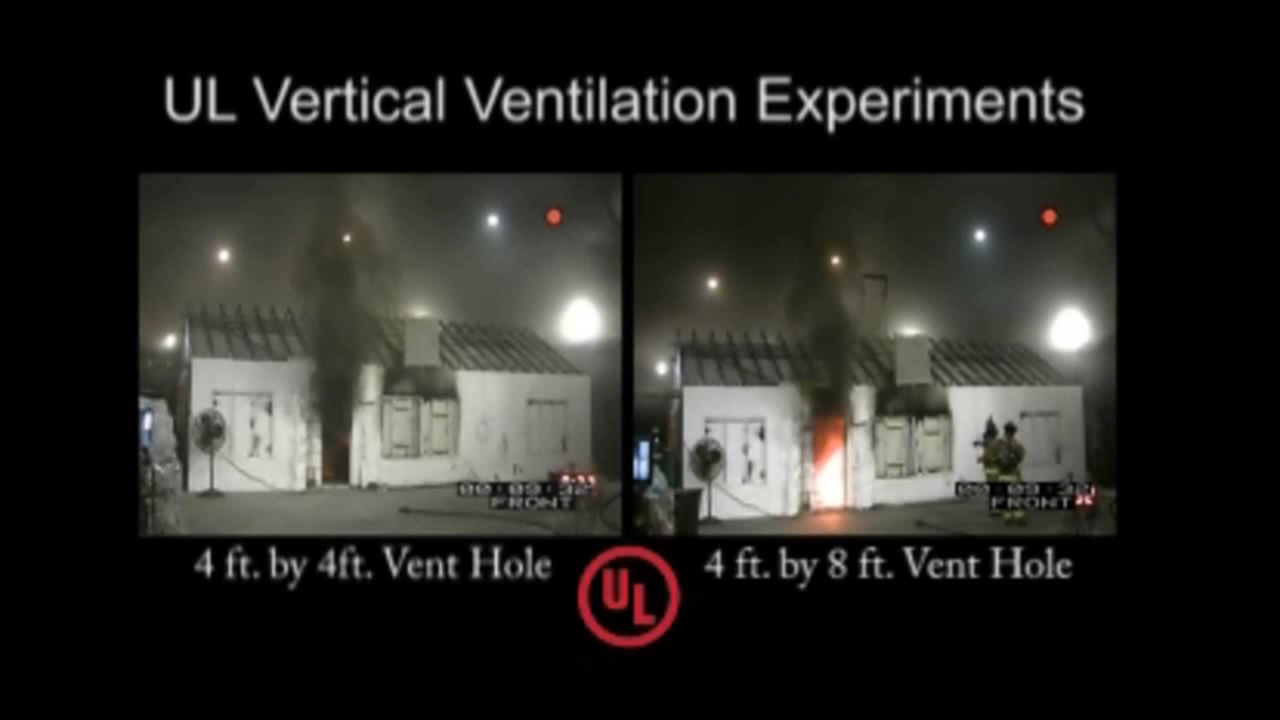 UL Vertical Ventilation Experiments
FRONT
FRONT
4 ft. by 4ft. Vent Hole
4 ft. by 8 ft. Vent Hole
UL